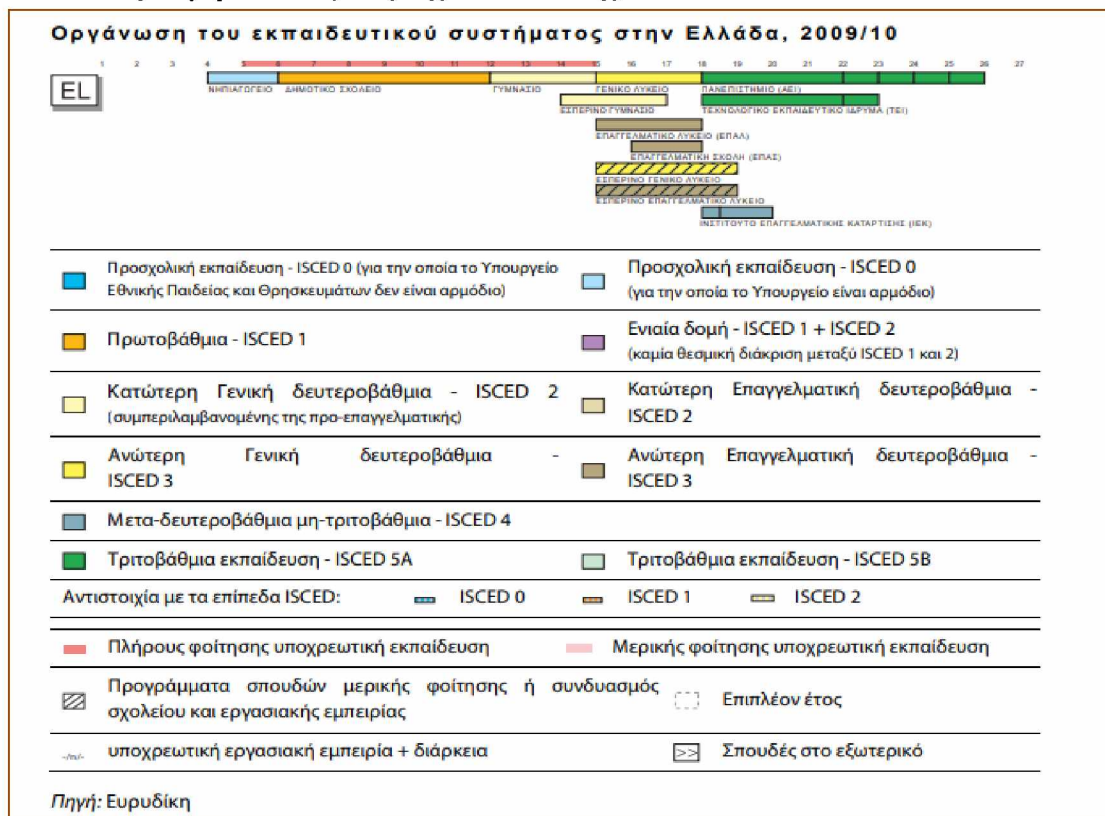 Οργάνωση του εκπαιδευτικού συστήματος στην Ελλάδα, 2009/10
1 2 3 4 5 6 7 8 9 10 11 12 13 14 15 16 17 18 19 20 21 22 23 24 25 26 27
EL
ΝΗΠΙΑΓΩΓΕΙΟ ΔΗΜΟΤΙΚΟ ΣΧΟΛΕΙΟ ΓΥΜΝΑΣΙΟ ΓΕΝΙΚΟ ΛΥΚΕΙΟ ΠΑΝΕΠΙΣΤΗΜΙΟ (ΑΕΙ)
ΕΣΠΕΡΙΝΟ ΓΥΜΝΑΣΙΟ ΤΕΧΝΟΛΟΓΙΚΟ ΕΚΠΑΙΔΕΥΤΙΚΟ ΙΔΡΥΜΑ (ΤΕΙ)
ΕΠΑΓΓΕΛΜΑΤΙΚΟ ΛΥΚΕΙΟ (ΕΠΑΛ)
ΕΠΑΓΓΕΛΜΑΤΙΚΗ ΣΧΟΛΗ (ΕΠΑΣ)
ΕΣΠΕΡΙΝΟ ΓΕΝΙΚΟ ΛΥΚΕΙΟ
ΕΣΠΕΡΙΝΟ ΕΠΑΓΓΕΛΜΑΤΙΚΟ ΛΥΚΕΙΟ
ΙΝΣΤΙΤΟΥΤΟ ΕΠΑΓΓΕΛΜΑΤΙΚΗΣ ΚΑΤΑΡΤΙΣΗΣ (ΙΕΚ)
Προσχολική εκπαίδευση - ISCED 0 (για την οποία το Υπουργείο
Εθνικής Παιδείας και Θρησκευμάτων δεν είναι αρμόδιο)
Προσχολική εκπαίδευση - ISCED 0
(για την οποία το Υπουργείο είναι αρμόδιο)
Πρωτοβάθμια - ISCED 1
Ενιαία δομή - ISCED 1 + ISCED 2
(καμία θεσμική διάκριση μεταξύ ISCED 1 και 2)
Κατώτερη Γενική δευτεροβάθμια - ISCED 2
(συμπεριλαμβανομένης της προ-επαγγελματικής)
Κατώτερη Επαγγελματική δευτεροβάθμια -
ISCED 2
Ανώτερη Γενική δευτεροβάθμια -
ISCED 3
Ανώτερη Επαγγελματική δευτεροβάθμια -
ISCED 3
Μετα-δευτεροβάθμια μη-τριτοβάθμια - ISCED 4
Τριτοβάθμια εκπαίδευση - ISCED 5A
Τριτοβάθμια εκπαίδευση - ISCED 5B
Αντιστοιχία με τα επίπεδα ISCED: ISCED 0 ISCED 1 ISCED 2
Πλήρους φοίτησης υποχρεωτική εκπαίδευση
Μερικής φοίτησης υποχρεωτική εκπαίδευση
Προγράμματα σπουδών μερικής φοίτησης ή συνδυασμός
σχολείου και εργασιακής εμπειρίας
Επιπλέον έτος
-/n/- υποχρεωτική εργασιακή εμπειρία + διάρκεια
>> Σπουδές στο εξωτερικό
Πηγή: Ευρυδίκη